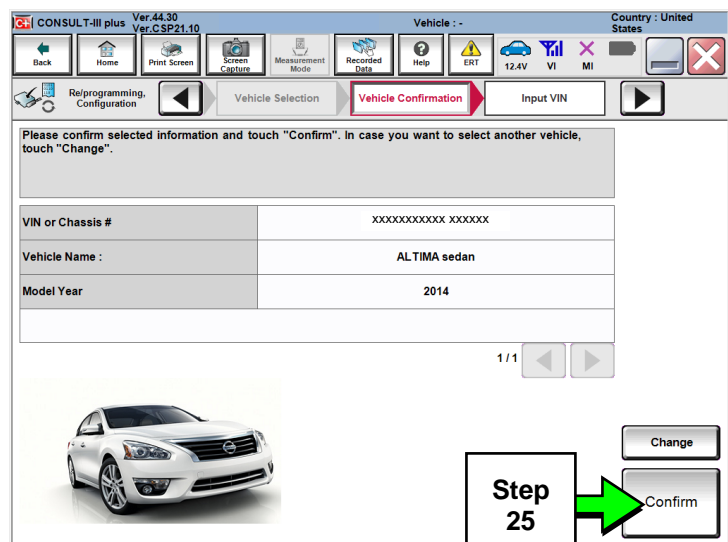 C+ CONSULT-III plus Ver.44.30 Vehicle : - Country : United
Ver.CSP21.10 States
Back Home Print Screen Screen Capture Measurement Mode Recorded Data Help ERT 12.4V VI MI
Re/programming, Configuration Vehicle Selection Vehicle Confirmation Input VIN
Please confirm selected information and touch "Confirm". In case you want to select another vehicle,
touch "Change".
VIN or Chassis # XXXXXXXXXXX XXXXXX
Vehicle Name : ALTIMA sedan
Model Year 2014
1/1
Change
Step
25
Confirm